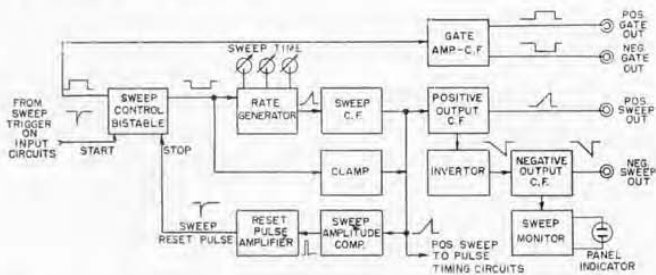 SWEEP TIME
GATE
AMP-C.F.
POS.
GATE
OUT
NEG.
GATE
OUT
FROM
SWEEP
TRIGGER
ON
INPUT
CIRCUITS
START
SWEEP
CONTROL
BISTABLE
STOP
RATE
GENERATOR
SWEEP
C.F.
POSITIVE
OUTPUT
C.F.
POS.
SWEEP
OUT
CLAMP
INVERTOR
NEGATIVE
OUTPUT
C.F.
NEG.
SWEEP
OUT
SWEEP
RESET PULSE
RESET
PULSE
AMPLIFIER
SWEEP
AMPLITUDE
COMP.
POS SWEEP
TO PULSE
TIMING CIRCUITS
SWEEP
MONITOR
PANEL
INDICATOR